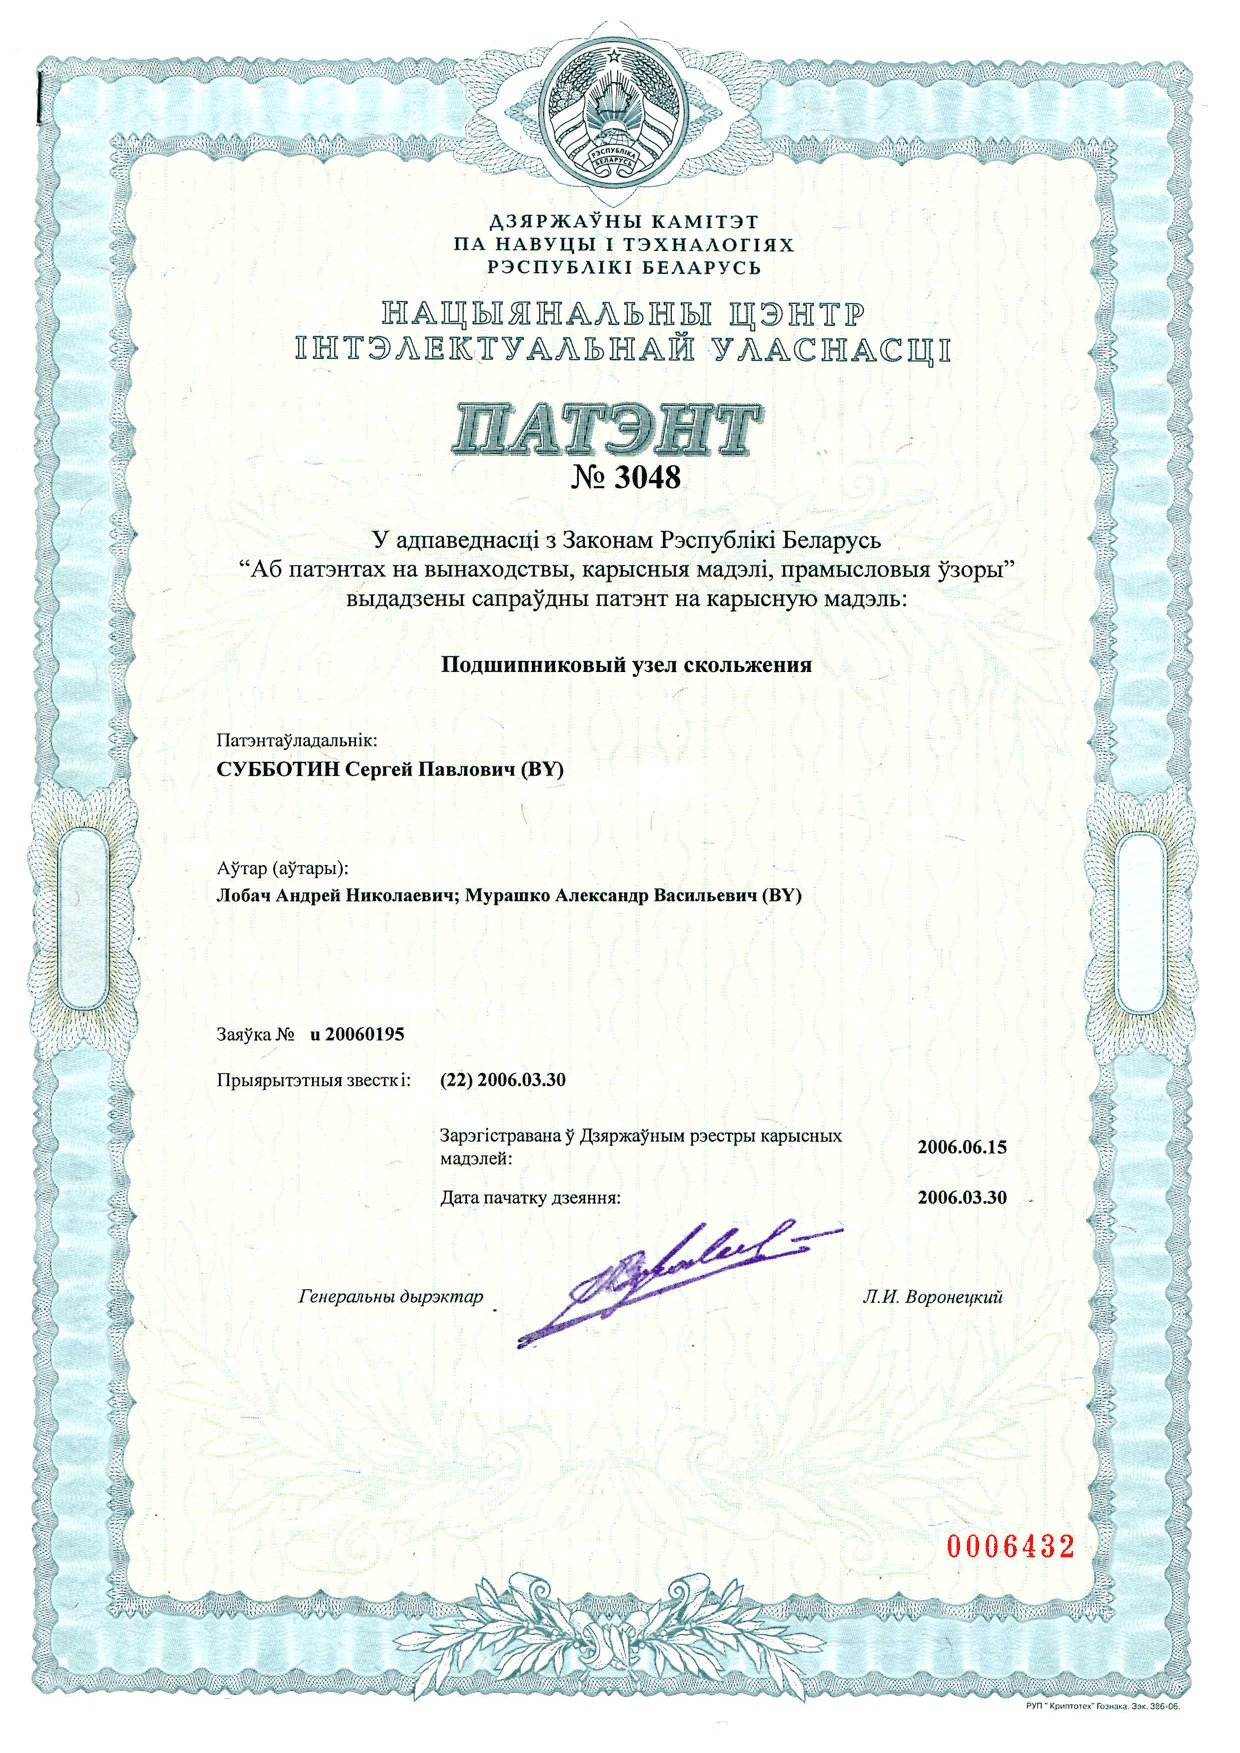 РЭСПУБЛІКА
БЕЛАРУСЬ
ДЗЯРЖАЎНЫ КАМІТЭТ
ПА НАВУЦЫ І ТЭХНАЛОГІЯХ
РЭСПУБЛІКІ БЕЛАРУСЬ
НАЦЫЯНАЛЬНЫ ЦЭНТР
ІНТЭЛЕКТУАЛЬНАЙ УЛАСНАСЦІ
ПАТЭНТ
№ 3048
У адпаведнасці з Законам Рэспублікі Беларусь
“Аб патэнтах на вынаходствы, карысныя мадэлі, прамысловыя ўзоры”
выдадзены сапраўдны патэнт на карысную мадэль:
Подшипниковый узел скольжения
Патэнтаўладальнік:
СУББОТИН Сергей Павлович (BY)
Аўтар (аўтары):
Лобач Андрей Николаевич; Мурашко Александр Васильевич (BY)
Заяўка № u 20060195
Прыярытэтныя звесткі: (22) 2006.03.30
Зарэгістравана ў Дзяржаўным рэестры карысных
мадэлей: 2006.06.15
Дата пачатку дзеяння: 2006.03.30
Генеральны дырэктар Л.И. Воронецкий
0006432
РУП "Криптотех" Гознака. Зак. 386-06.